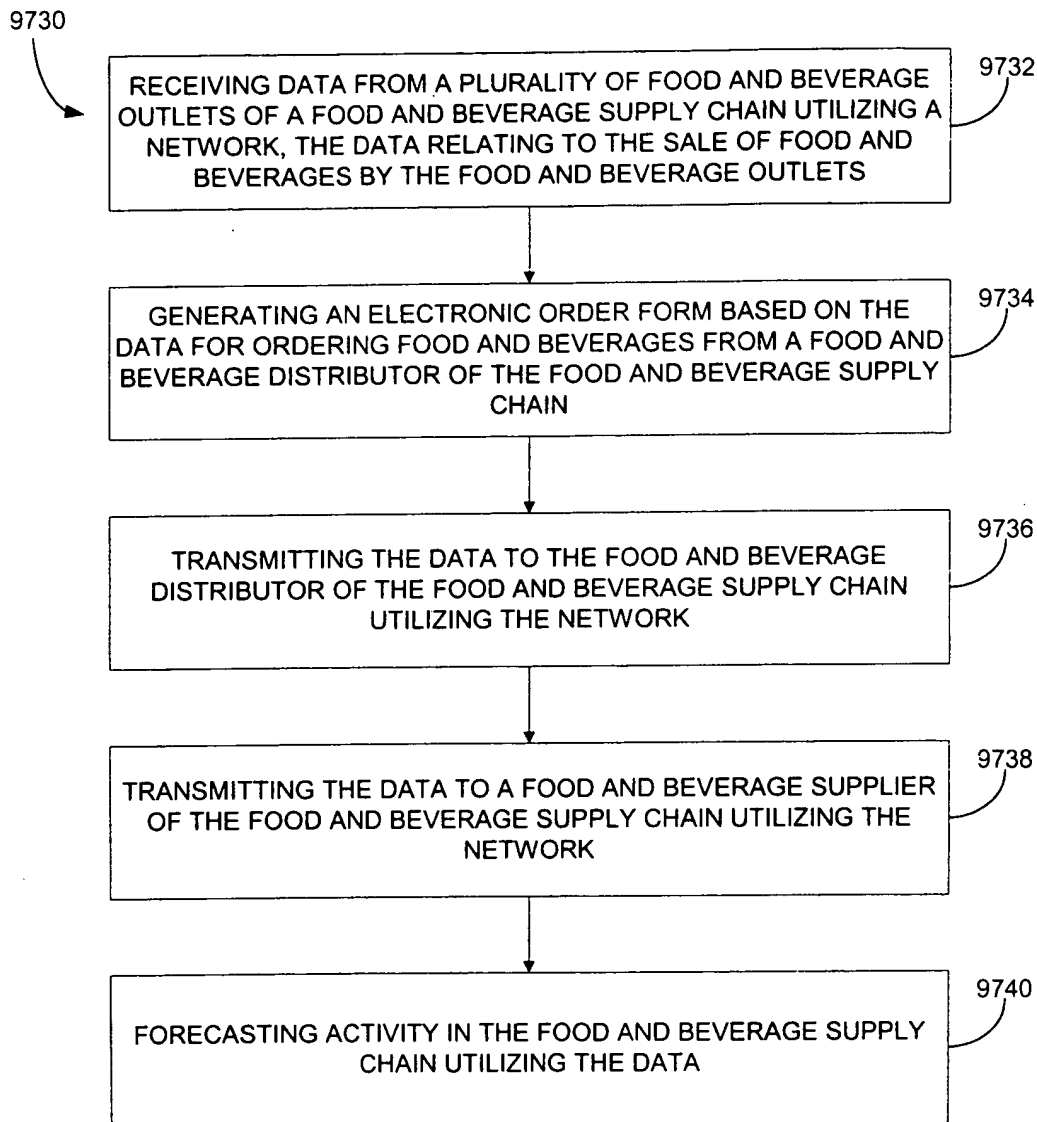 9730
9732
RECEIVING DATA FROM A PLURALITY OF FOOD AND BEVERAGE
OUTLETS OF A FOOD AND BEVERAGE SUPPLY CHAIN UTILIZING A
NETWORK, THE DATA RELATING TO THE SALE OF FOOD AND
BEVERAGES BY THE FOOD AND BEVERAGE OUTLETS
9734
GENERATING AN ELECTRONIC ORDER FORM BASED ON THE
DATA FOR ORDERING FOOD AND BEVERAGES FROM A FOOD AND
BEVERAGE DISTRIBUTOR OF THE FOOD AND BEVERAGE SUPPLY
CHAIN
9736
TRANSMITTING THE DATA TO THE FOOD AND BEVERAGE
DISTRIBUTOR OF THE FOOD AND BEVERAGE SUPPLY CHAIN
UTILIZING THE NETWORK
9738
TRANSMITTING THE DATA TO A FOOD AND BEVERAGE SUPPLIER
OF THE FOOD AND BEVERAGE SUPPLY CHAIN UTILIZING THE
NETWORK
9740
FORECASTING ACTIVITY IN THE FOOD AND BEVERAGE SUPPLY
CHAIN UTILIZING THE DATA